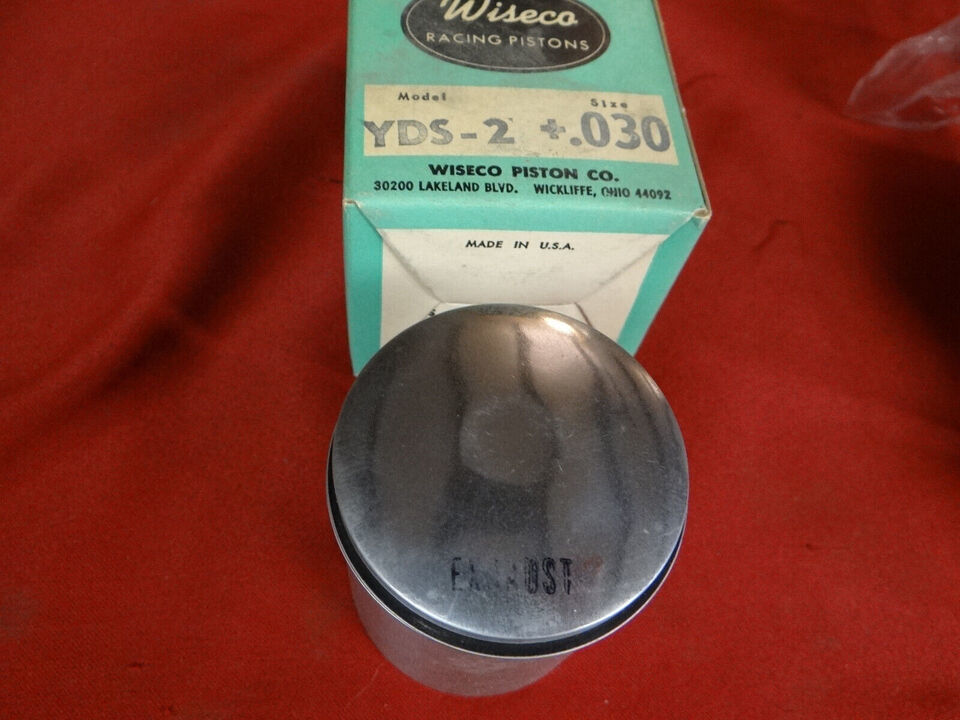 Wiseco
RACING PISTONS
Model Size
YDS-2 +.030
WISECO PISTON CO.
30200 LAKELAND BLVD. WICKLIFFE, OHIO 44092
MADE IN U.S.A.
EXHAUST